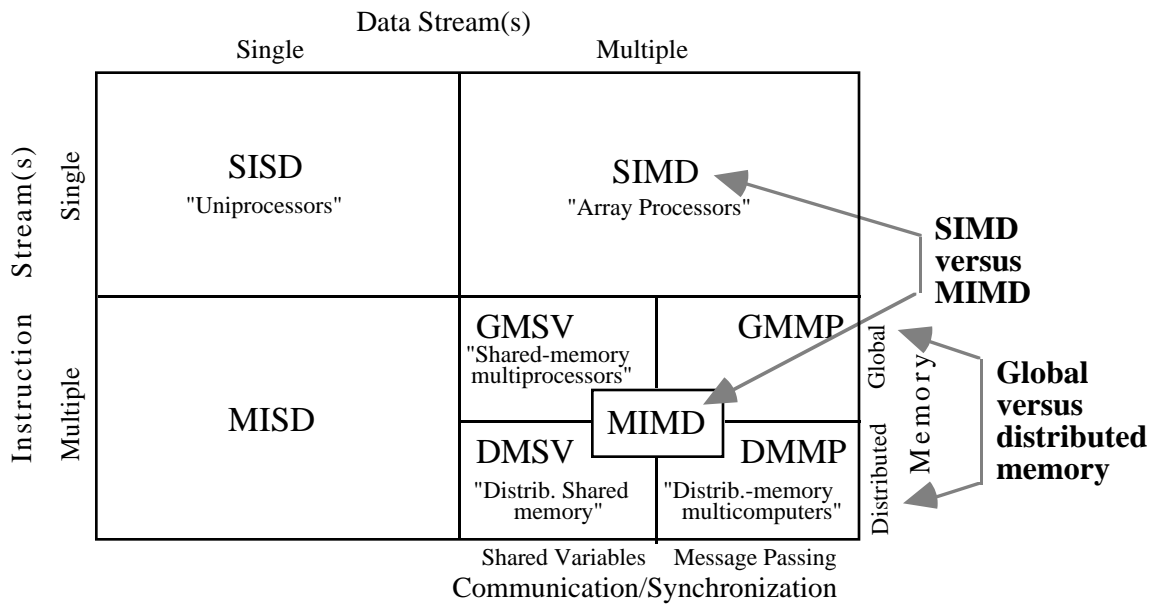 Data Stream(s)
Single
Multiple
Instruction Stream(s)
Single
Multiple
SISD
"Uniprocessors"
SIMD
"Array Processors"
SIMD
versus
MIMD
MISD
GMSV
"Shared-memory
multiprocessors"
GMMP
MIMD
DMSV
"Distrib. Shared
memory"
DMMP
"Distrib.-memory
multicomputers"
Global
Distributed
Memory
Global
versus
distributed
memory
Shared Variables
Message Passing
Communication/Synchronization